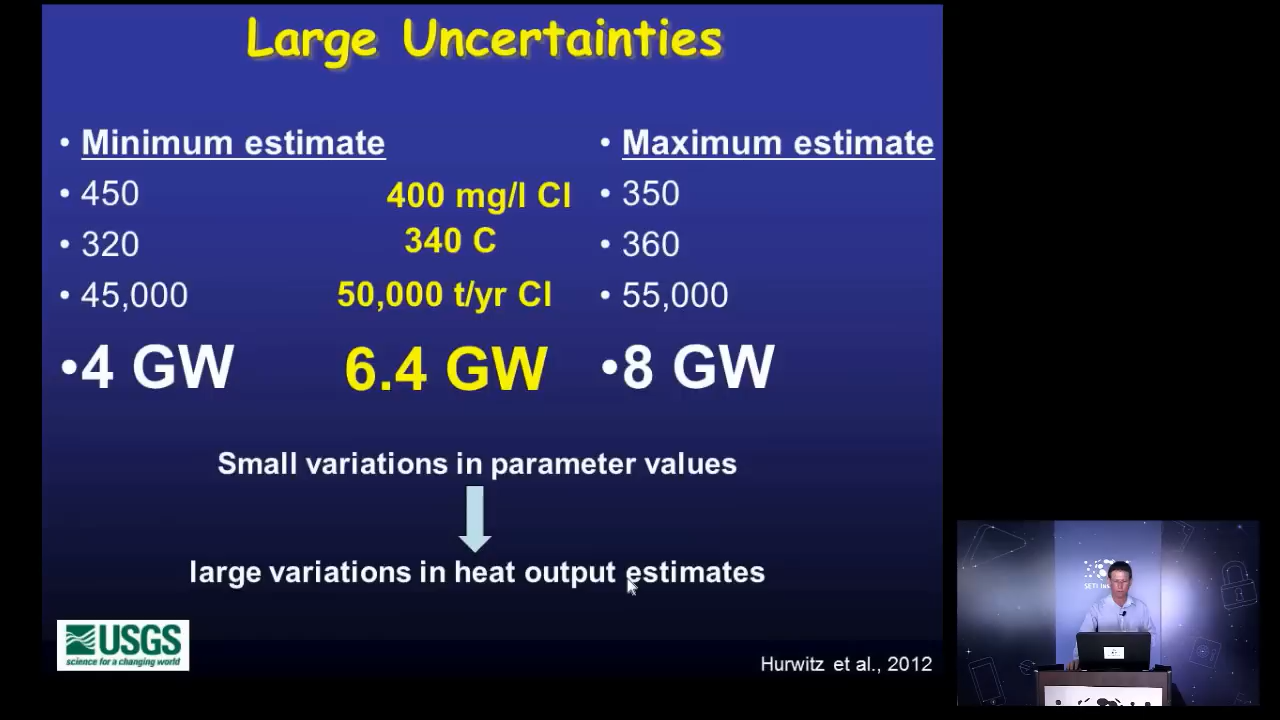 Large Uncertainties
• Minimum estimate
• Maximum estimate
• 450
400 mg/l Cl
• 350
• 320
340 C
• 360
• 45,000
50,000 t/yr Cl
• 55,000
•4 GW
6.4 GW
•8 GW
Small variations in parameter values
large variations in heat output estimates
USGS
science for a changing world
Hurwitz et al., 2012